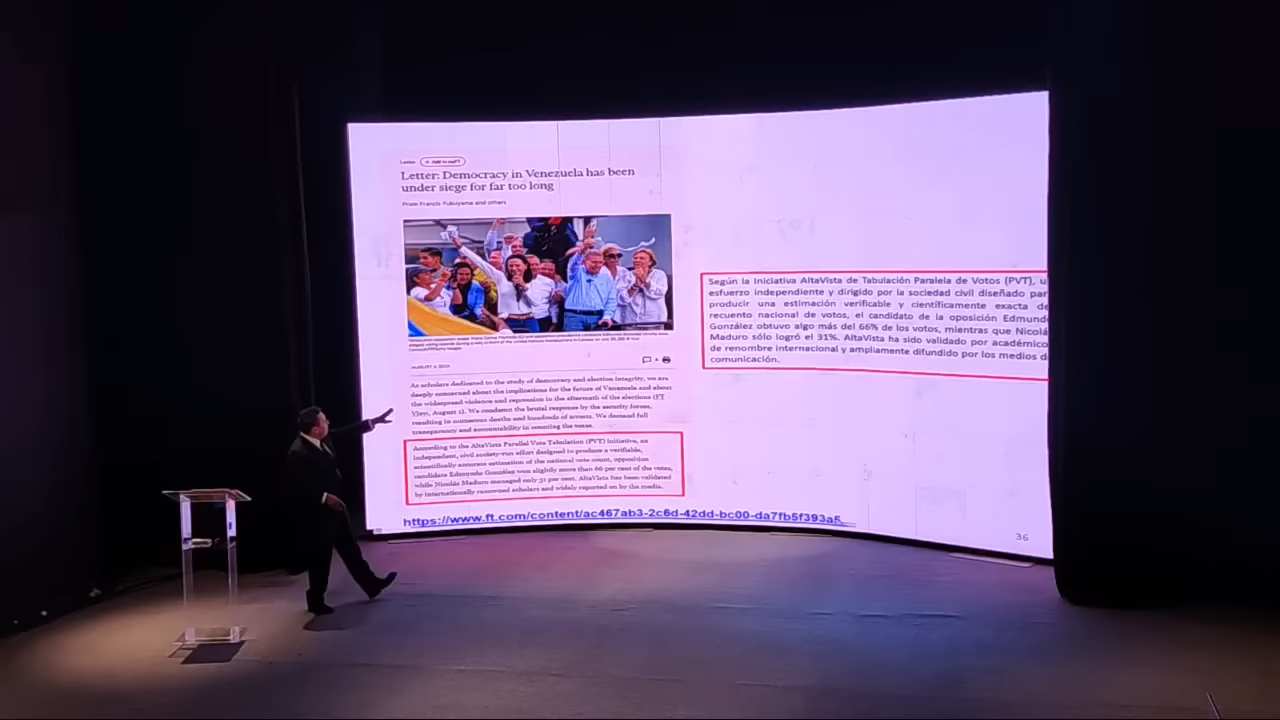 Letter
+ Add to myFT
Letter: Democracy in Venezuela has been
under siege for far too long
From Francis Fukuyama and others
AUGUST 6 2024
As scholars dedicated to the study of democracy and election integrity, we are
deeply concerned about the implications for the future of Venezuela and about
the widespread violence and repression in the aftermath of the elections (FT
View, August 1). We condemn the brutal response by the security forces,
resulting in numerous deaths and hundreds of arrests. We demand full
transparency and accountability in counting the votes.
According to the AltaVista Parallel Vote Tabulation (PVT) initiative, an
independent, civil society-run effort designed to produce a verifiable,
scientifically accurate estimation of the national vote count, opposition
candidate Edmundo González won slightly more than 66 per cent of the votes,
while Nicolás Maduro managed only 31 per cent. AltaVista has been validated
by internationally renowned scholars and widely reported on by the media.
https://www.ft.com/content/ac467ab3-2c6d-42dd-bc00-da7fb5f393a5
Según la Iniciativa AltaVista de Tabulación Paralela de Votos (PVT), u
esfuerzo independiente y dirigido por la sociedad civil diseñado par
producir una estimación verificable y científicamente exacta de
recuento nacional de votos, el candidato de la oposición Edmund
González obtuvo algo más del 66% de los votos, mientras que Nicolá
Maduro sólo logró el 31%. AltaVista ha sido validado por académico
de renombre internacional y ampliamente difundido por los medios d
comunicación.
36